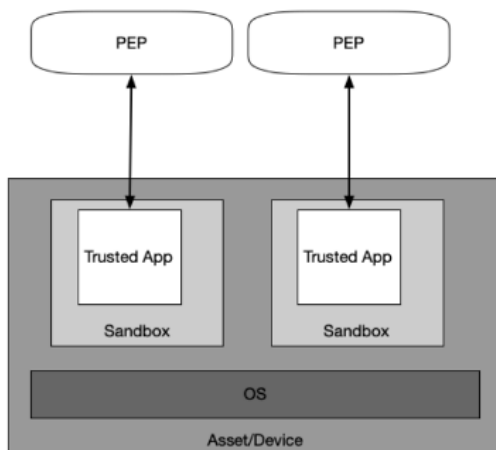 PEP
PEP
Trusted App
Trusted App
Sandbox
Sandbox
OS
Asset/Device